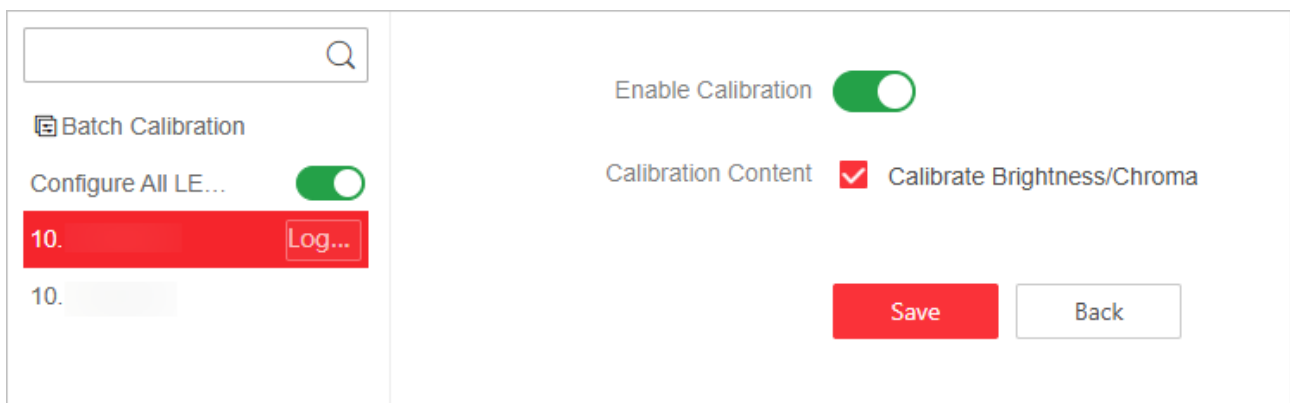 Batch Calibration
Configure All LE...
10.
Log...
10.
Enable Calibration
Calibration Content
Calibrate Brightness/Chroma
Save
Back